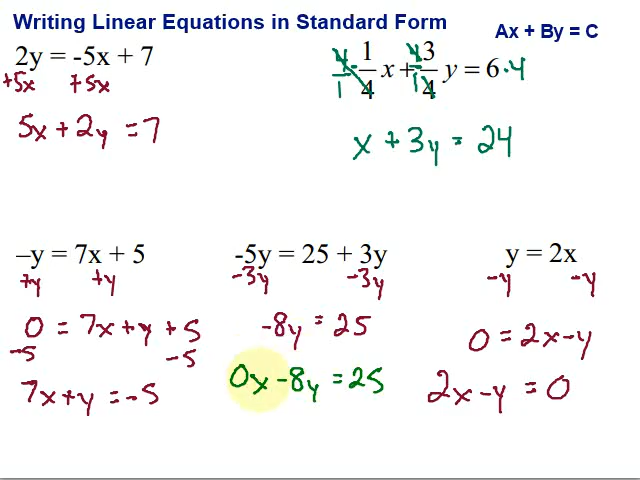 Writing Linear Equations in Standard Form
Ax + By = C
2y = -5x + 7
+5x +5x
5x + 2y = 7
4/1 · 1/4 x + 4/1 · 3/4 y = 6 · 4
x + 3y = 24
–y = 7x + 5
+y +y
0 = 7x + y + 5
-5 -5
7x + y = -5
-5y = 25 + 3y
-3y -3y
-8y = 25
0x - 8y = 25
y = 2x
-y -y
0 = 2x - y
2x - y = 0